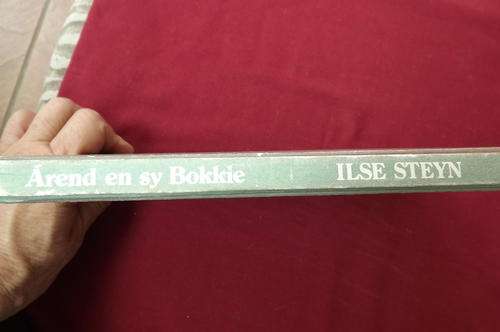 Arend en sy Bokkie ILSE STEYN